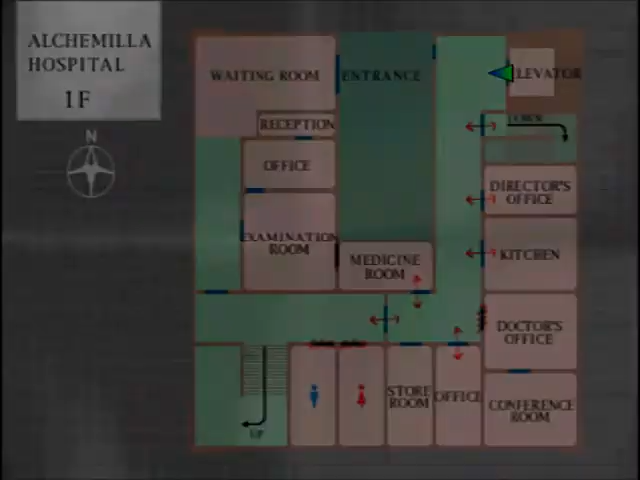 ALCHEMILLA
HOSPITAL
1F
N
WAITING ROOM
ENTRANCE
ELEVATOR
RECEPTION
DOWN
OFFICE
DIRECTOR'S
OFFICE
EXAMINATION
ROOM
MEDICINE
ROOM
KITCHEN
DOCTOR'S
OFFICE
STORE
ROOM
OFFICE
CONFERENCE
ROOM
UP